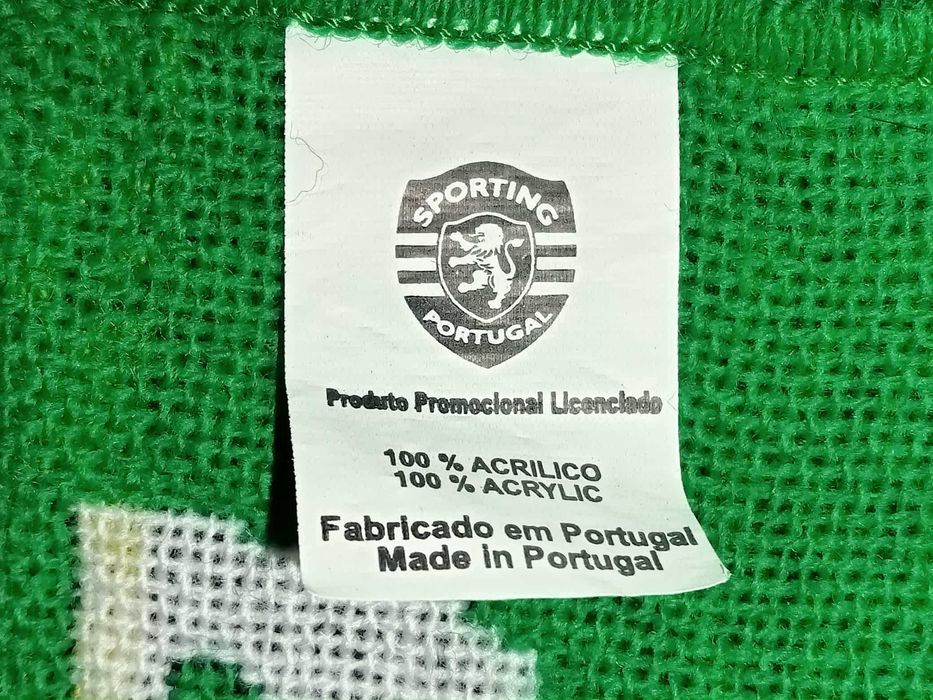 SPORTING
PORTUGAL
Produto Promocional Licenciado
100 % ACRILICO
100 % ACRYLIC
Fabricado em Portugal
Made in Portugal